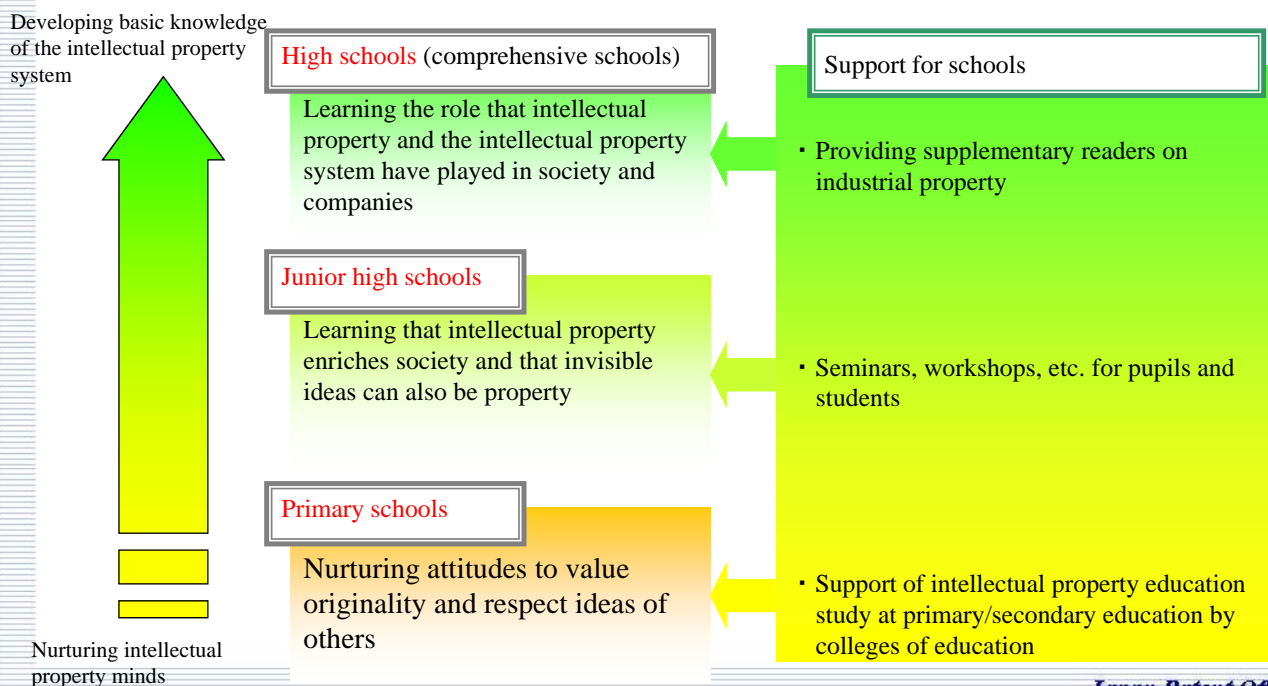 Developing basic knowledge
of the intellectual property
system
High schools (comprehensive schools)
Learning the role that intellectual
property and the intellectual property
system have played in society and
companies
Junior high schools
Learning that intellectual property
enriches society and that invisible
ideas can also be property
Primary schools
Nurturing attitudes to value
originality and respect ideas of
others
Nurturing intellectual
property minds
Support for schools
・Providing supplementary readers on
industrial property
・Seminars, workshops, etc. for pupils and
students
・Support of intellectual property education
study at primary/secondary education by
colleges of education